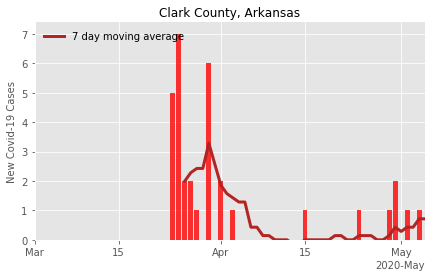 Clark County, Arkansas
7 day moving average
New Covid-19 Cases
7
6
5
4
3
2
1
0
Mar 15 Apr 15 May
2020-May